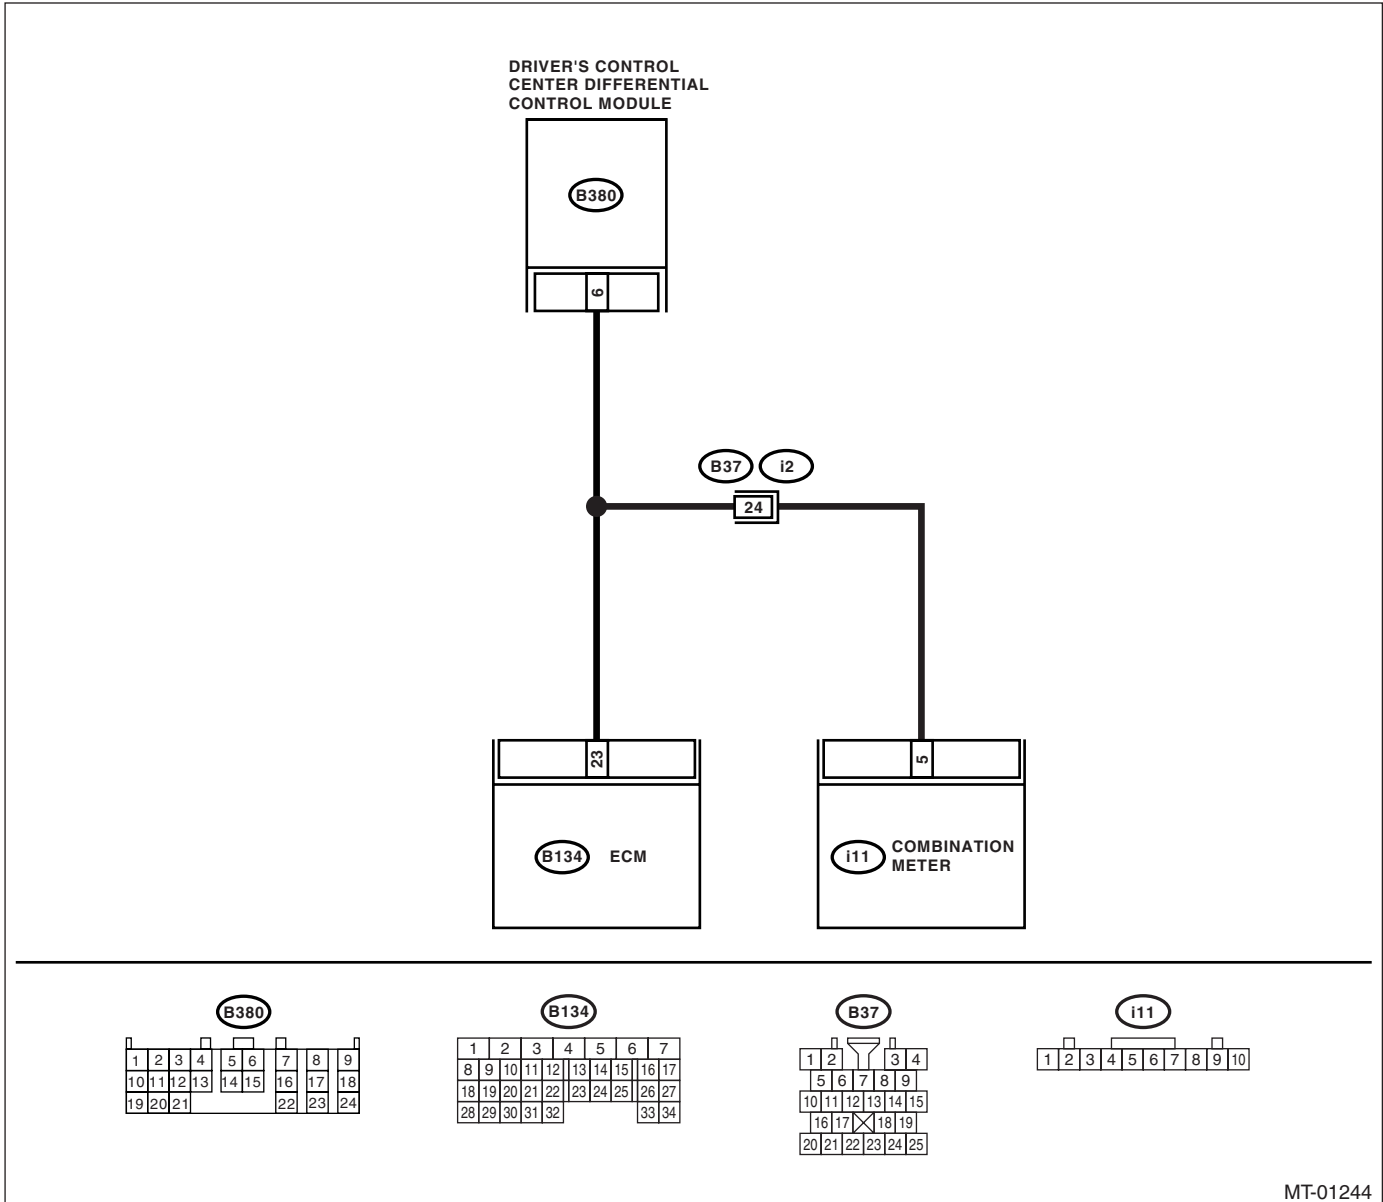 DRIVER'S CONTROL
CENTER DIFFERENTIAL
CONTROL MODULE
B380
6
B37 i2
24
23 5
B134 ECM
i11 COMBINATION
METER
B380 B134 B37 i11
1 2 3 4 5 6 7 8 9
10 11 12 13 14 15 16 17 18
19 20 21 22 23 24
1 2 3 4 5 6 7
8 9 10 11 12 13 14 15 16 17
18 19 20 21 22 23 24 25 26 27
28 29 30 31 32 33 34
1 2 3 4
5 6 7 8 9
10 11 12 13 14 15
16 17 18 19
20 21 22 23 24 25
1 2 3 4 5 6 7 8 9 10
MT-01244